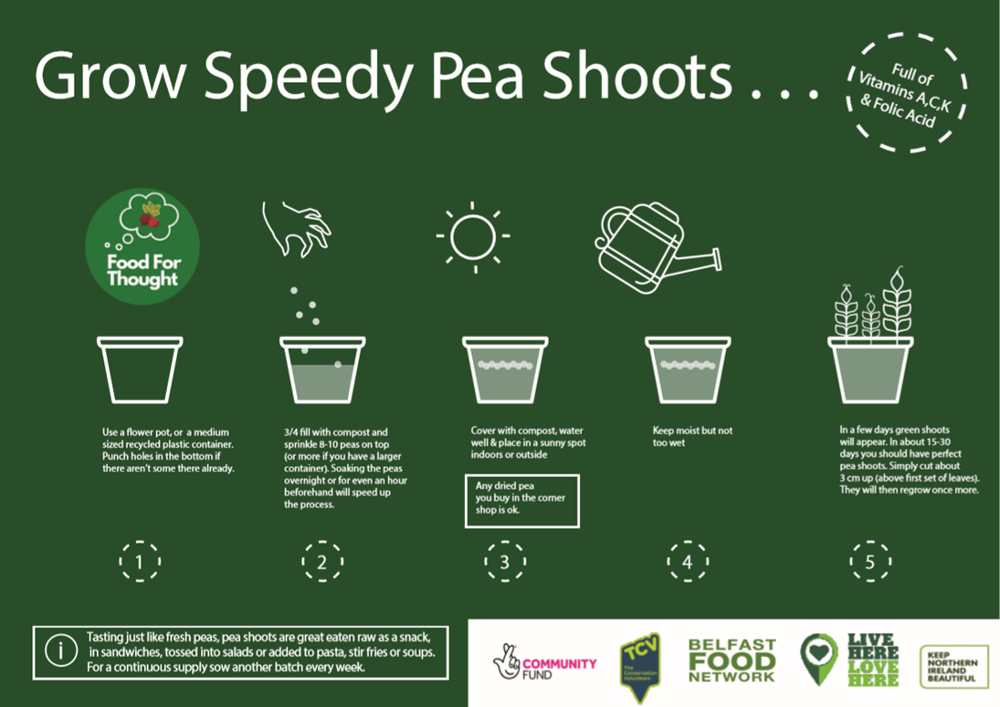 Grow Speedy Pea Shoots . . .
Full of
Vitamins A,C,K
& Folic Acid
Food For
Thought
Use a flower pot, or a medium
sized recycled plastic container.
Punch holes in the bottom if
there aren't some there already.
1
3/4 fill with compost and
sprinkle 8-10 peas on top
(or more if you have a larger
container). Soaking the peas
overnight or for even an hour
beforehand will speed up
the process.
2
Cover with compost, water
well & place in a sunny spot
indoors or outside
Any dried pea
you buy in the corner
shop is ok.
3
Keep moist but not
too wet
4
In a few days green shoots
will appear. In about 15-30
days you should have perfect
pea shoots. Simply cut about
3 cm up (above first set of leaves).
They will then regrow once more.
5
i
Tasting just like fresh peas, pea shoots are great eaten raw as a snack,
in sandwiches, tossed into salads or added to pasta, stir fries or soups.
For a continuous supply sow another batch every week.
COMMUNITY
FUND
TCV
The
Conservation
Volunteers
BELFAST
FOOD
NETWORK
LIVE
HERE
LOVE
HERE
KEEP
NORTHERN
IRELAND
BEAUTIFUL